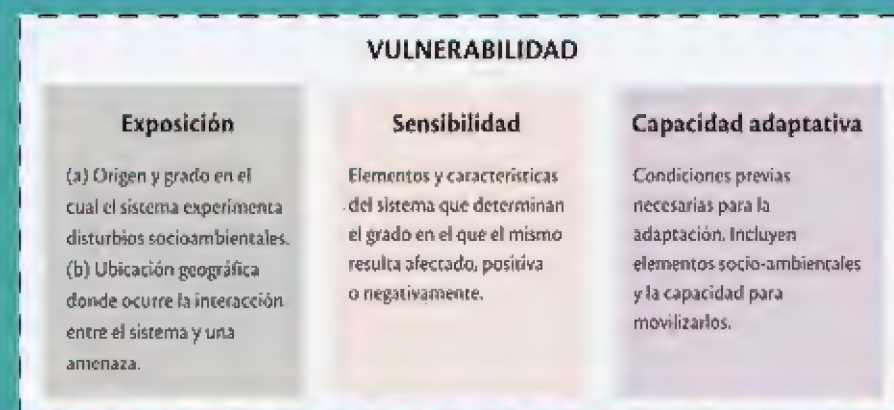 VULNERABILIDAD
Exposición
(a) Origen y grado en el
cual el sistema experimenta
disturbios socioambientales.
(b) Ubicación geográfica
donde ocurre la interacción
entre el sistema y una
amenaza.
Sensibilidad
Elementos y características
del sistema que determinan
el grado en el que el mismo
resulta afectado, positiva
o negativamente.
Capacidad adaptativa
Condiciones previas
necesarias para la
adaptación. Incluyen
elementos socio-ambientales
y la capacidad para
movilizarlos.